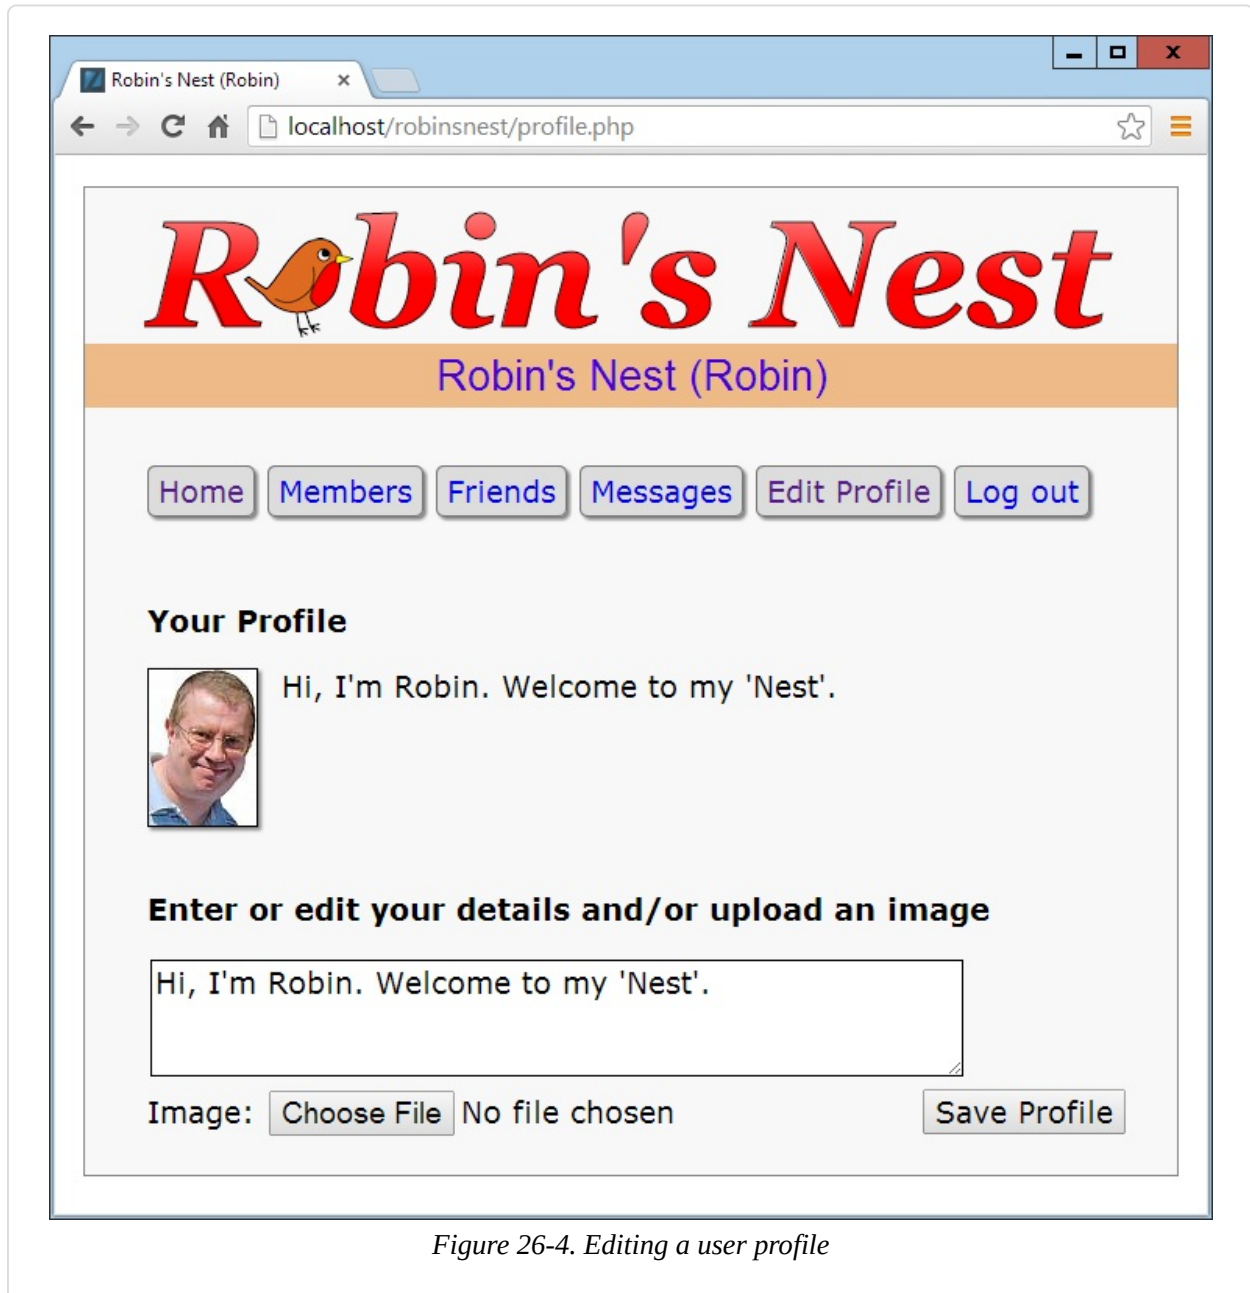 Robin's Nest (Robin)
localhost/robinsnest/profile.php
Robin's Nest
Robin's Nest (Robin)
Home Members Friends Messages Edit Profile Log out
Your Profile
Hi, I'm Robin. Welcome to my 'Nest'.
Enter or edit your details and/or upload an image
Hi, I'm Robin. Welcome to my 'Nest'.
Image: Choose File No file chosen Save Profile
Figure 26-4. Editing a user profile